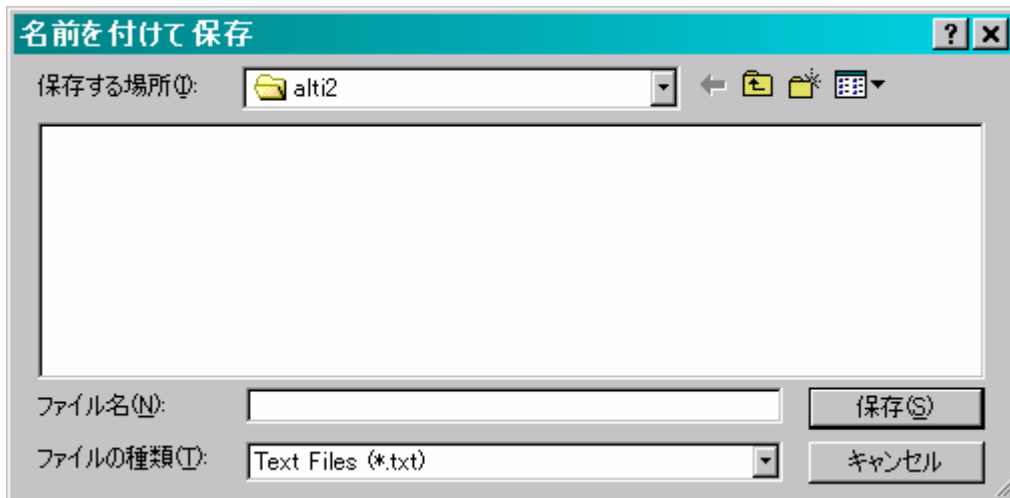 名前を付けて保存
保存する場所(I): alti2
ファイル名(N): 保存(S)
ファイルの種類(T): Text Files (*.txt) キャンセル